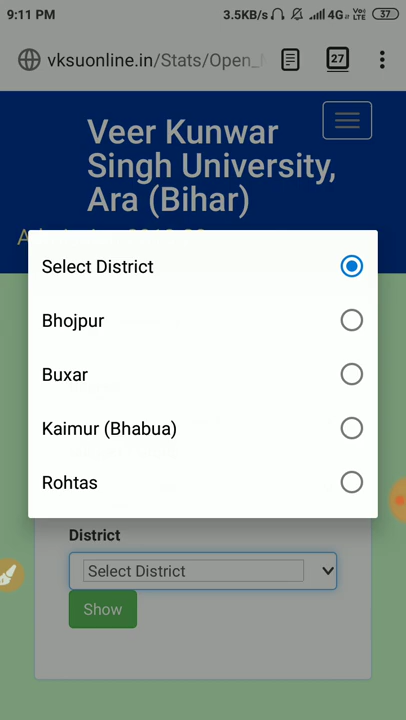 9:11 PM 3.5KB/s 4G VoLTE 37
vksuonline.in/Stats/Open_ 27
Veer Kunwar
Singh University,
Ara (Bihar)
Select District
Bhojpur
Buxar
Kaimur (Bhabua)
Rohtas
District
Select District
Show